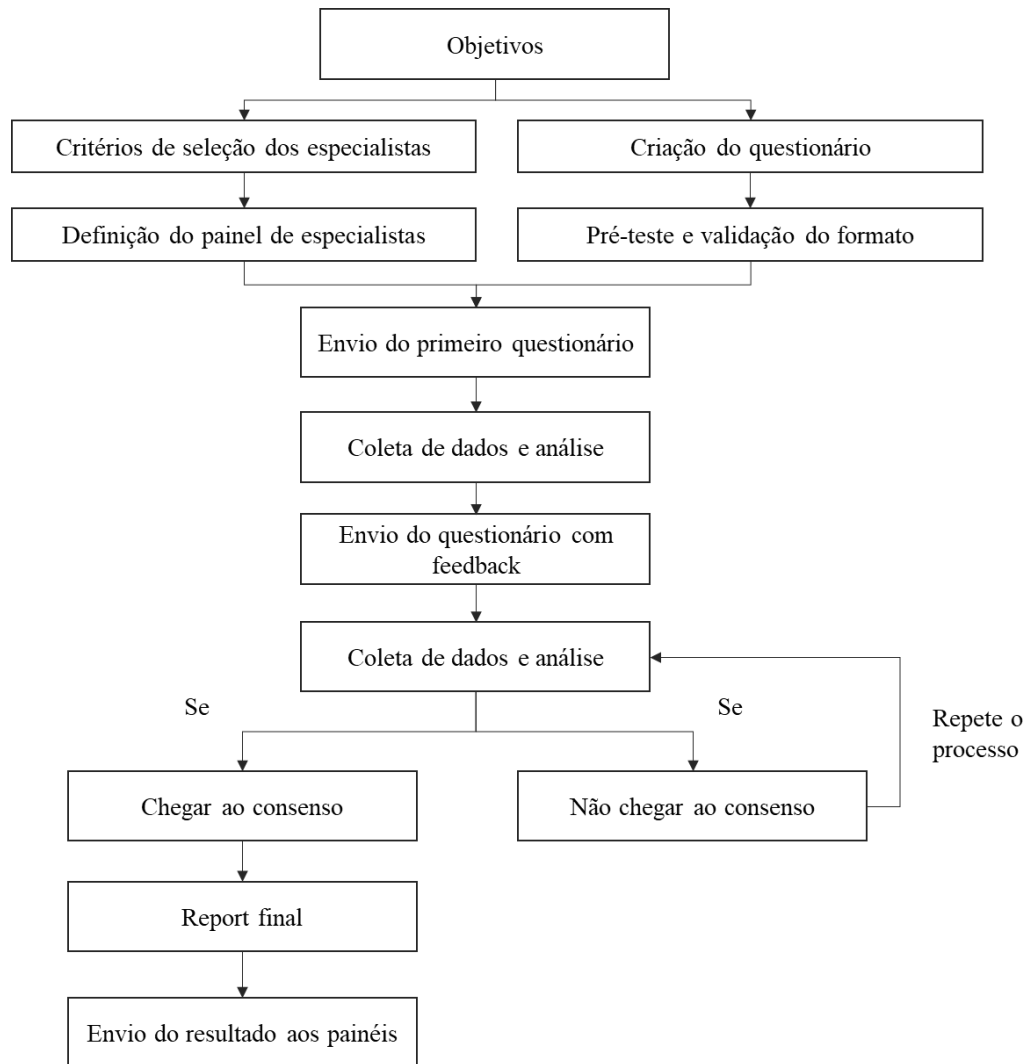 Objetivos
Critérios de seleção dos especialistas
Criação do questionário
Definição do painel de especialistas
Pré-teste e validação do formato
Envio do primeiro questionário
Coleta de dados e análise
Envio do questionário com
feedback
Coleta de dados e análise
Se
Se
Repete o
processo
Chegar ao consenso
Não chegar ao consenso
Report final
Envio do resultado aos painéis